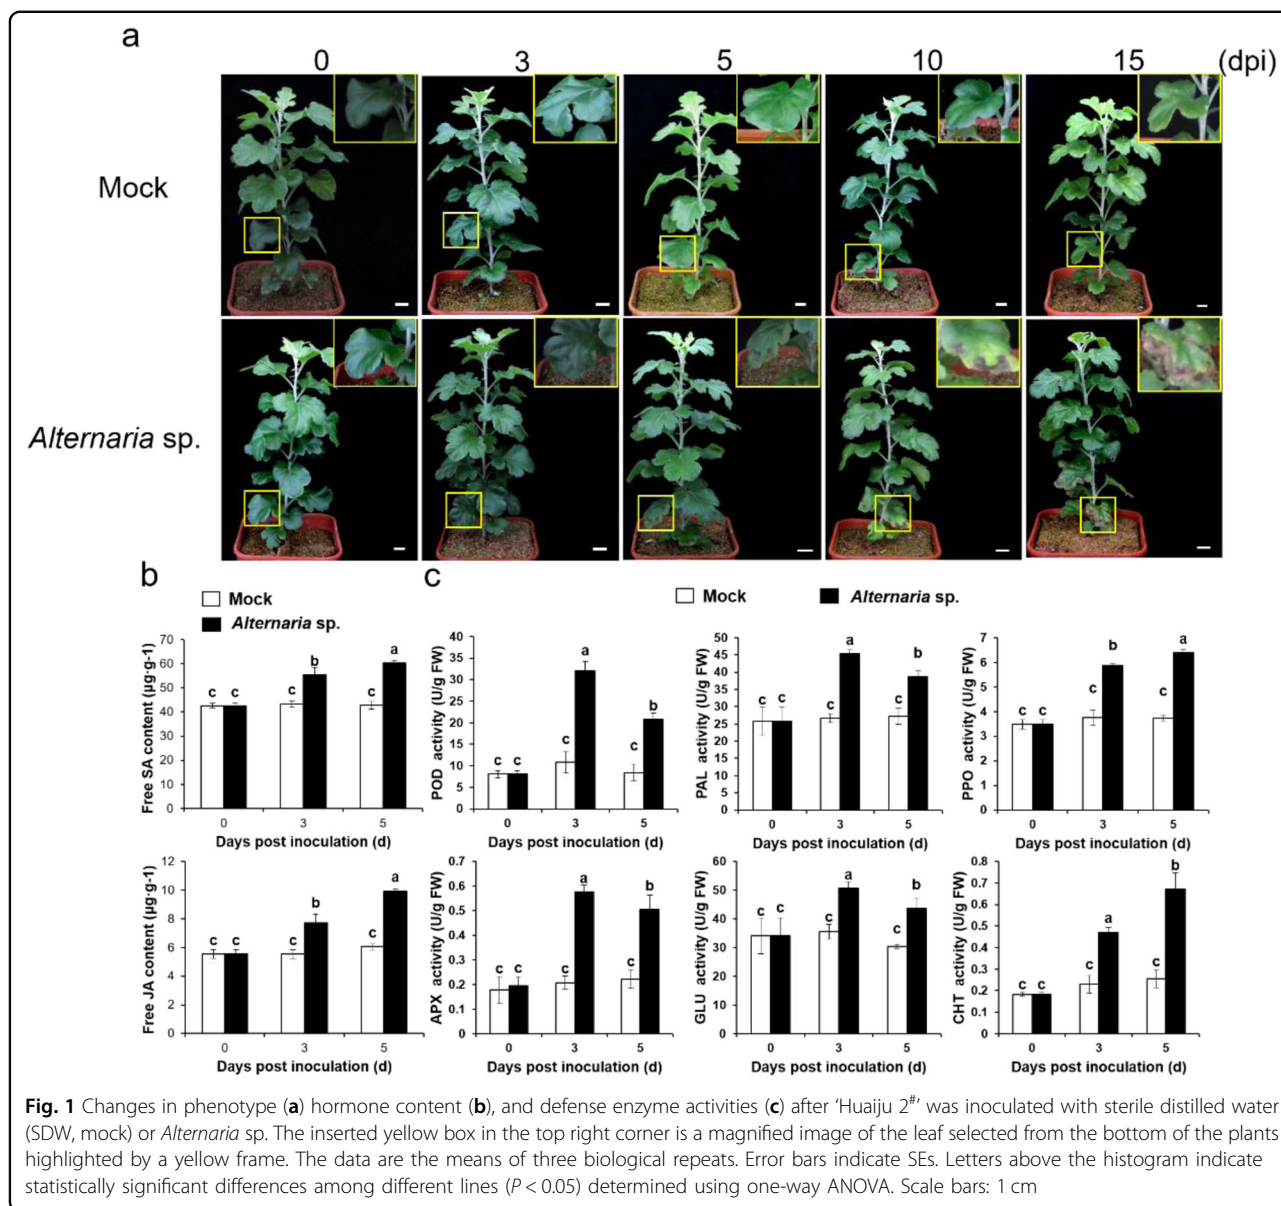 a
0 3 5 10 15 (dpi)
Mock
Alternaria sp.
b
Mock
Alternaria sp.
Free SA content (μg·g-1)
70
60
50
40
30
20
10
0
c c c b c a
0 3 5
Days post inoculation (d)
Free JA content (μg·g-1)
12
10
8
6
4
2
0
c c c b c a
0 3 5
Days post inoculation (d)
c
Mock Alternaria sp.
POD activity (U/g FW)
40
35
30
25
20
15
10
5
0
c c c a c b
0 3 5
Days post inoculation (d)
PAL activity (U/g FW)
50
45
40
35
30
25
20
15
10
5
0
c c c a c b
0 3 5
Days post inoculation (d)
PPO activity (U/g FW)
7
6
5
4
3
2
1
0
c c c b c a
0 3 5
Days post inoculation (d)
APX activity (U/g FW)
0.7
0.6
0.5
0.4
0.3
0.2
0.1
0
c c c a c b
0 3 5
Days post inoculation (d)
GLU activity (U/g FW)
60
50
40
30
20
10
0
c c c a c b
0 3 5
Days post inoculation (d)
CHT activity (U/g FW)
0.8
0.7
0.6
0.5
0.4
0.3
0.2
0.1
0
c c c a c b
0 3 5
Days post inoculation (d)
Fig. 1 Changes in phenotype (a) hormone content (b), and defense enzyme activities (c) after ‘Huaiju 2#’ was inoculated with sterile distilled water
(SDW, mock) or Alternaria sp. The inserted yellow box in the top right corner is a magnified image of the leaf selected from the bottom of the plants
highlighted by a yellow frame. The data are the means of three biological repeats. Error bars indicate SEs. Letters above the histogram indicate
statistically significant differences among different lines (P < 0.05) determined using one-way ANOVA. Scale bars: 1 cm